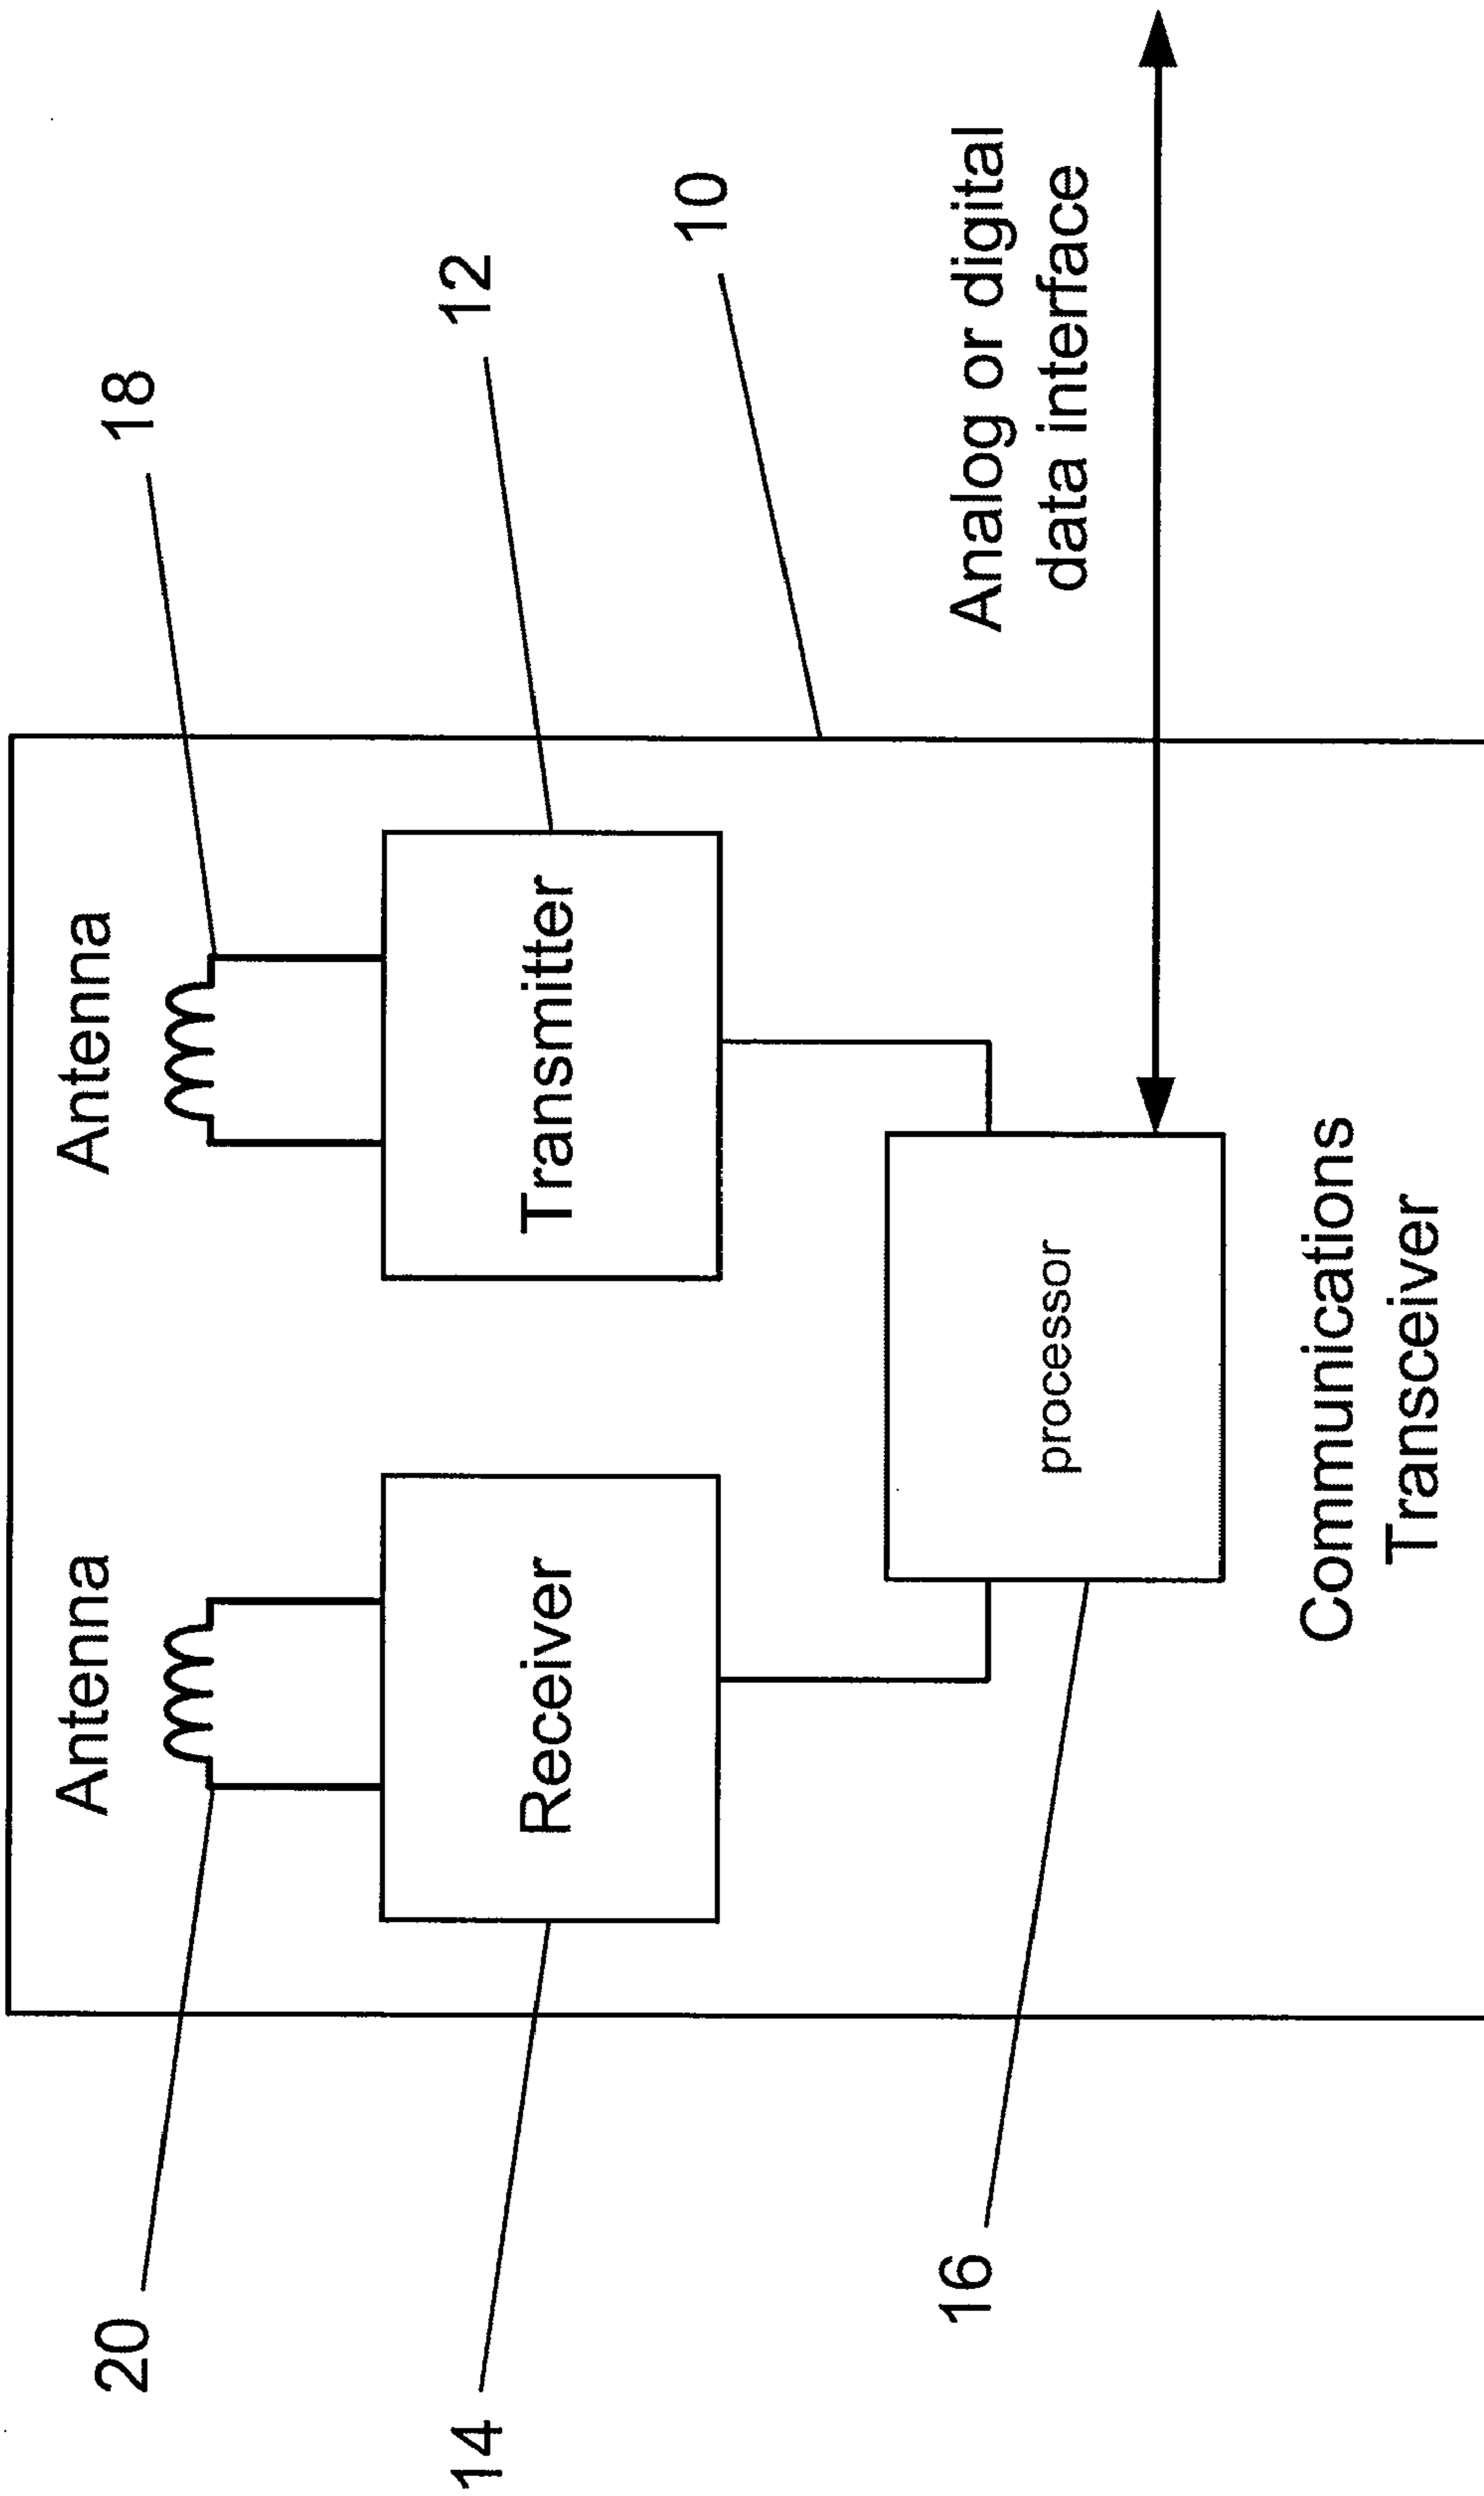 20
Antenna
Antenna
18
14
Receiver
Transmitter
12
10
16
processor
Analog or digital
data interface
Communications
Transceiver